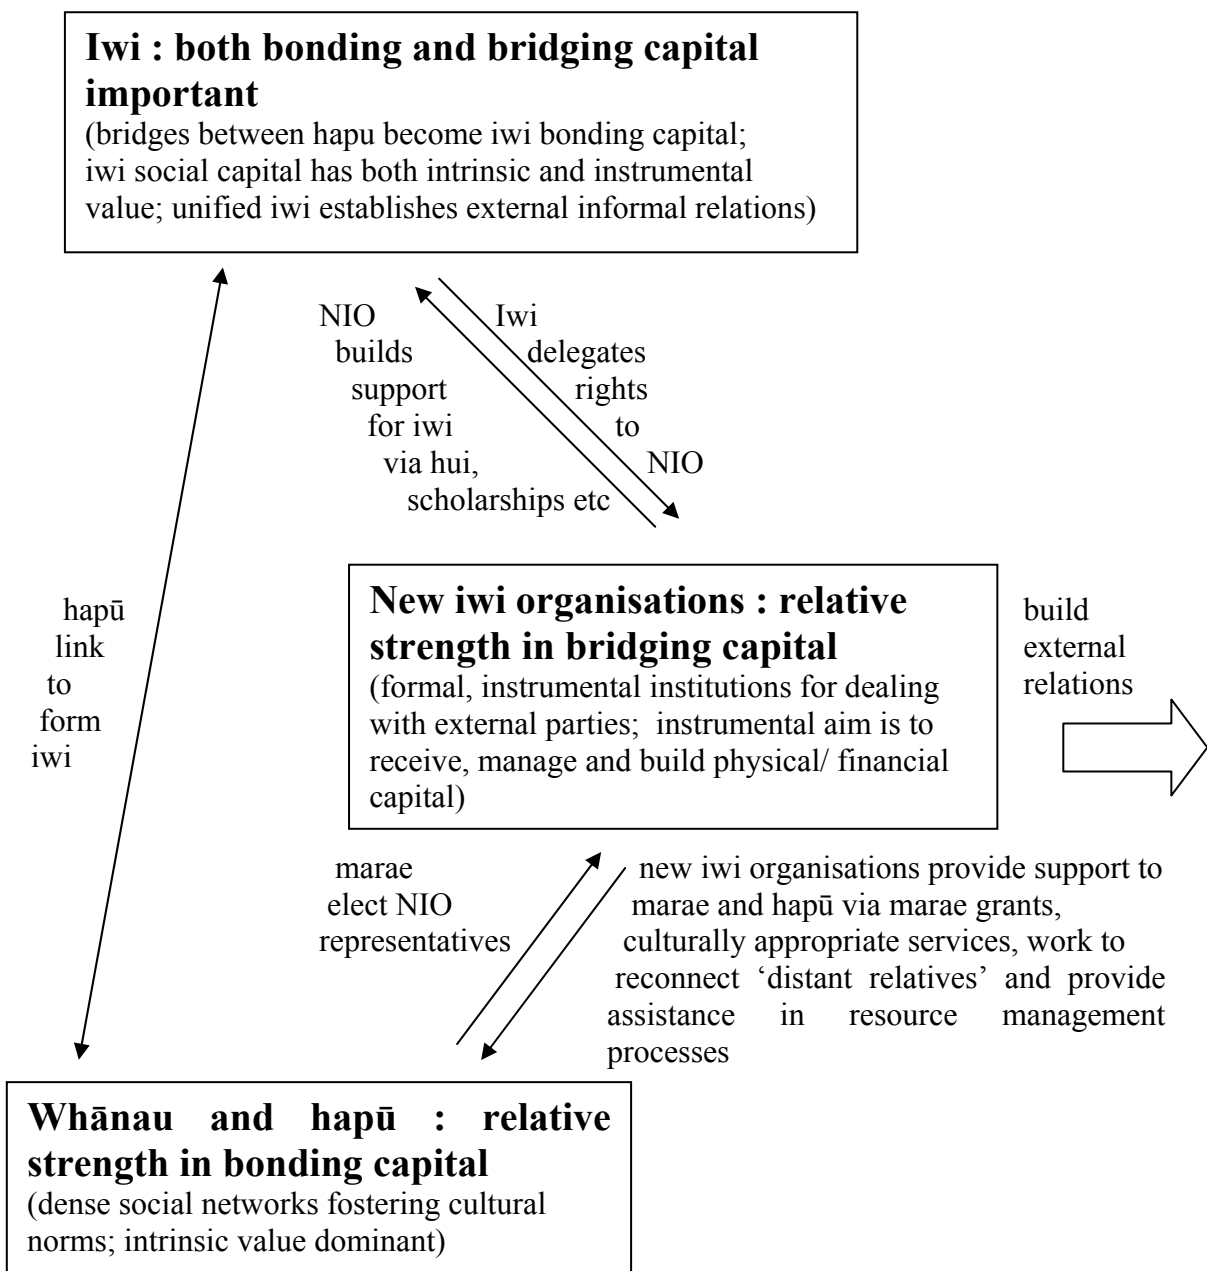 Iwi : both bonding and bridging capital
important
(bridges between hapu become iwi bonding capital;
iwi social capital has both intrinsic and instrumental
value; unified iwi establishes external informal relations)
NIO
builds
support
for iwi
via hui,
scholarships etc
Iwi
delegates
rights
to
NIO
hapū
link
to
form
iwi
New iwi organisations : relative
strength in bridging capital
(formal, instrumental institutions for dealing
with external parties; instrumental aim is to
receive, manage and build physical/ financial
capital)
build
external
relations
marae
elect NIO
representatives
new iwi organisations provide support to
marae and hapū via marae grants,
culturally appropriate services, work to
reconnect ‘distant relatives’ and provide
assistance in resource management
processes
Whānau and hapū : relative
strength in bonding capital
(dense social networks fostering cultural
norms; intrinsic value dominant)